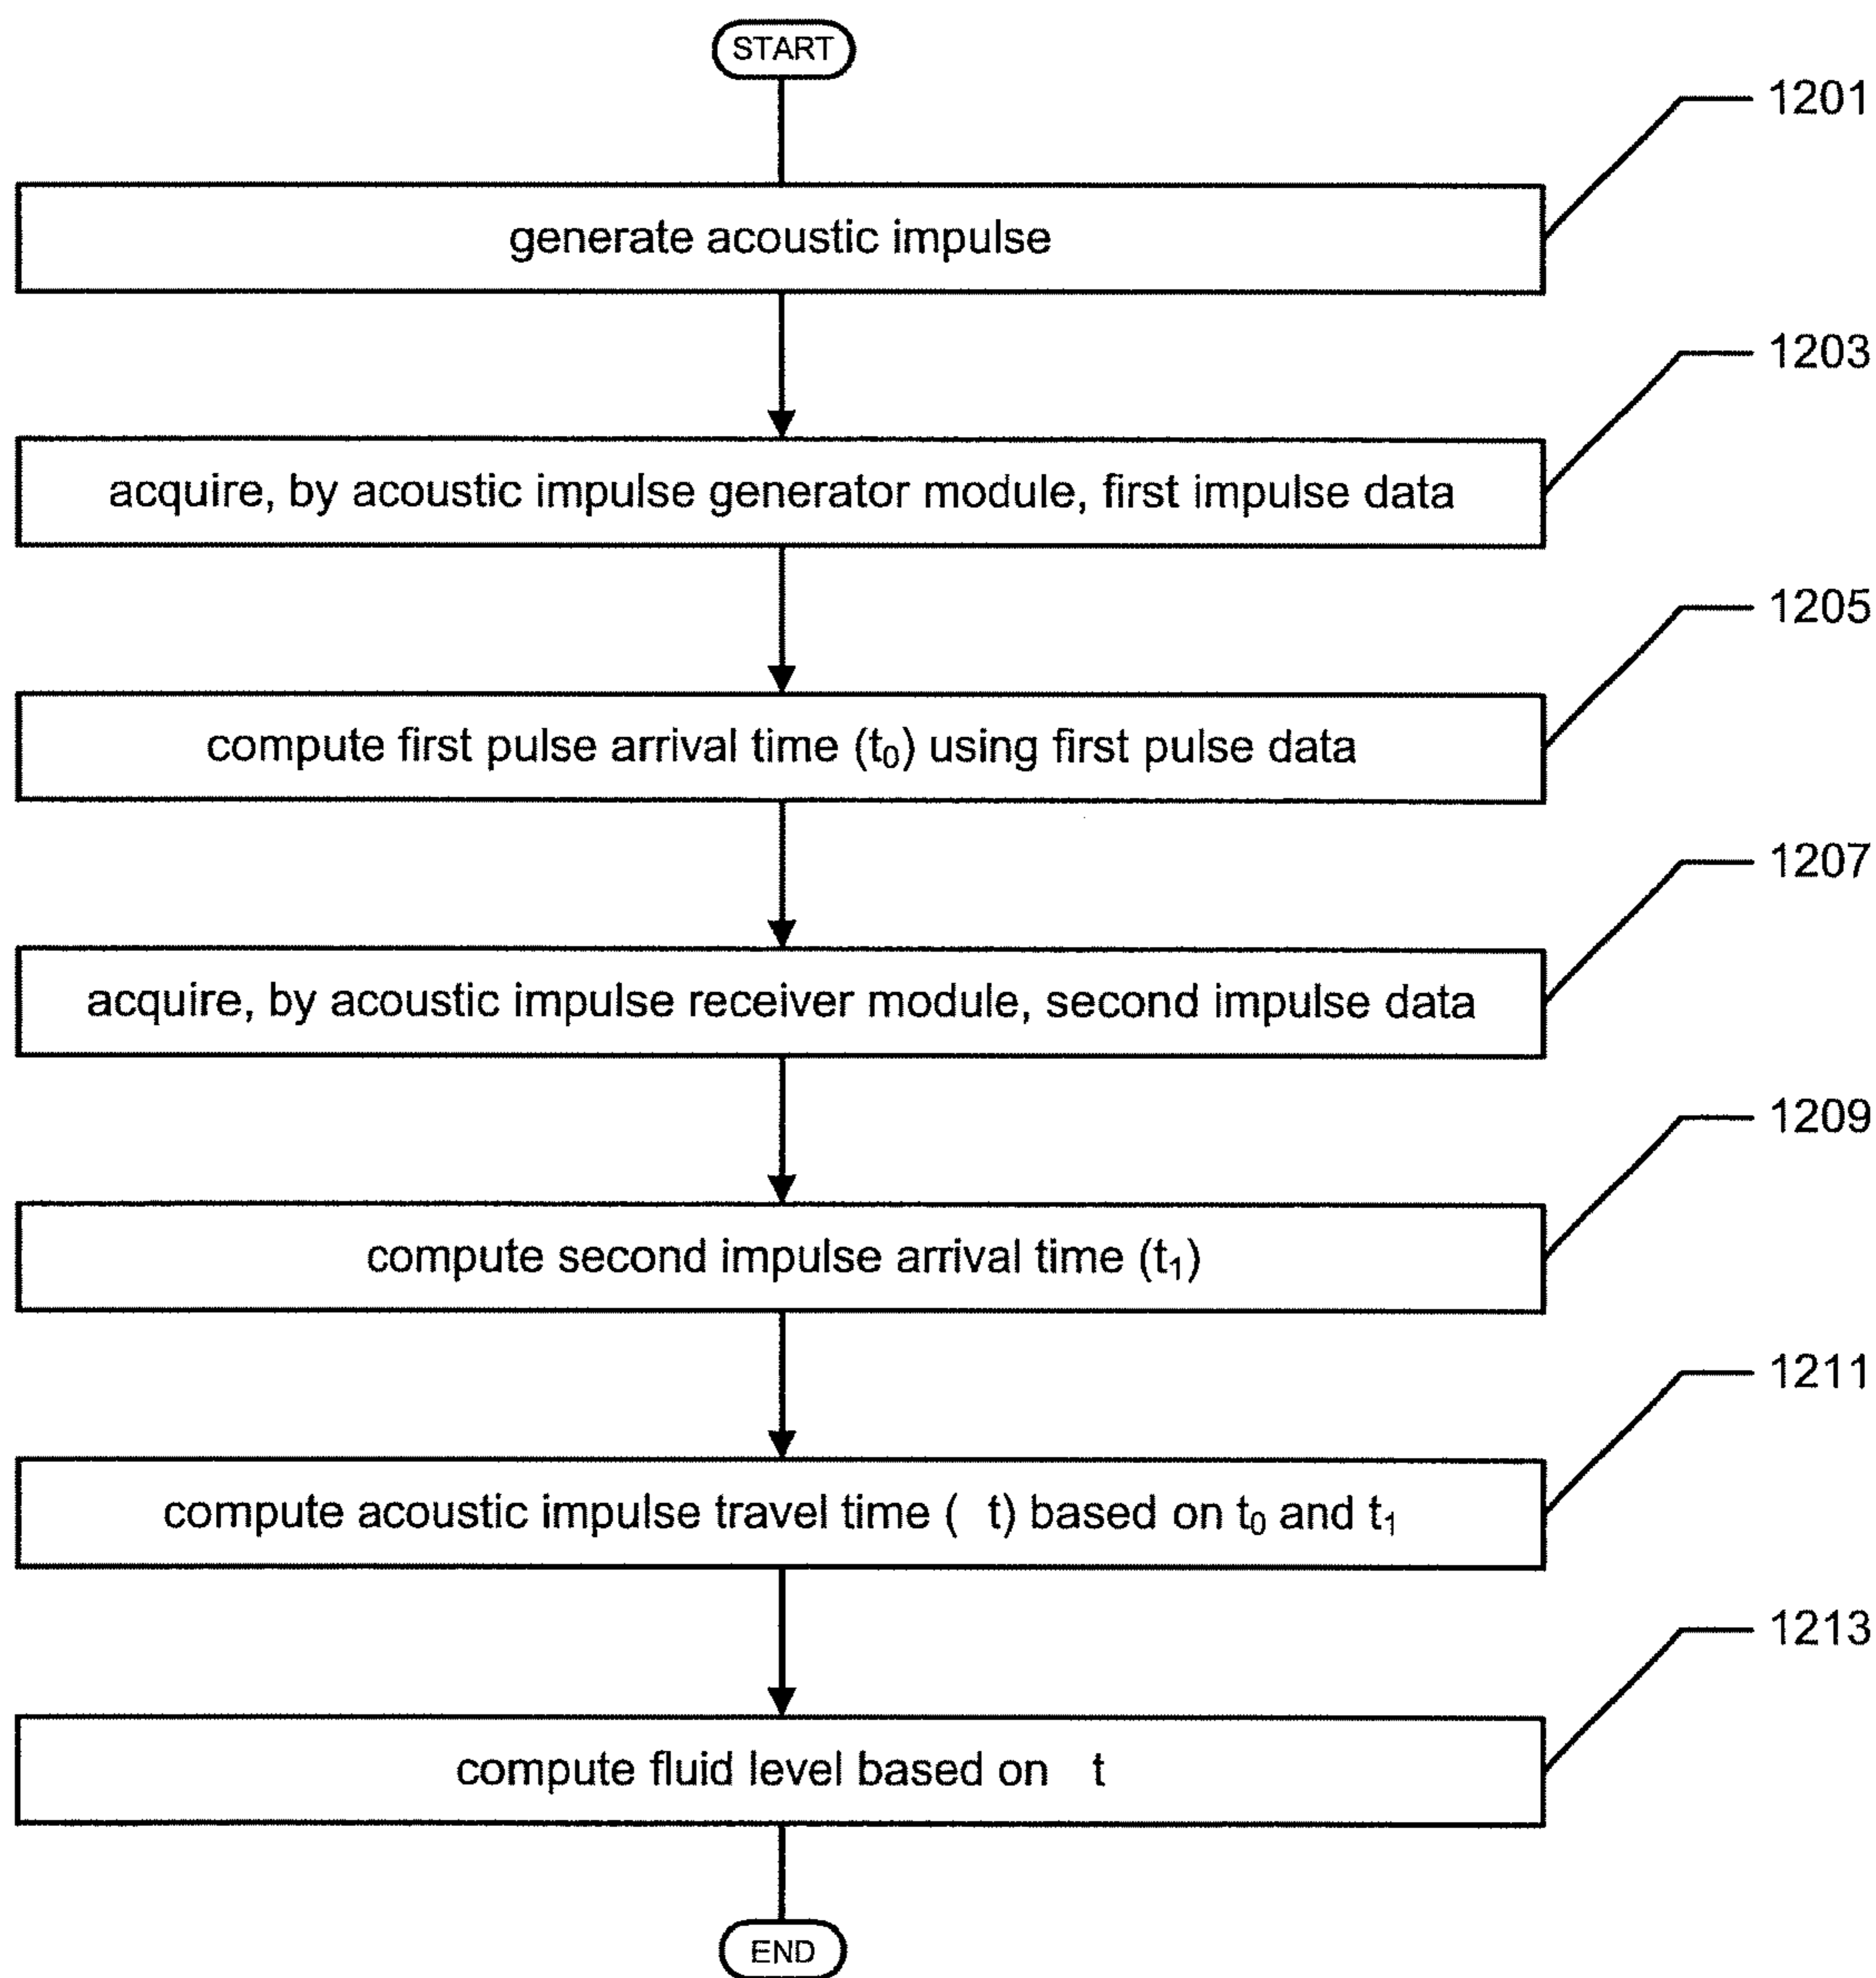 START
1201
generate acoustic impulse
1203
acquire, by acoustic impulse generator module, first impulse data
1205
compute first pulse arrival time (t₀) using first pulse data
1207
acquire, by acoustic impulse receiver module, second impulse data
1209
compute second impulse arrival time (t₁)
1211
compute acoustic impulse travel time ( t) based on t₀ and t₁
1213
compute fluid level based on t
END